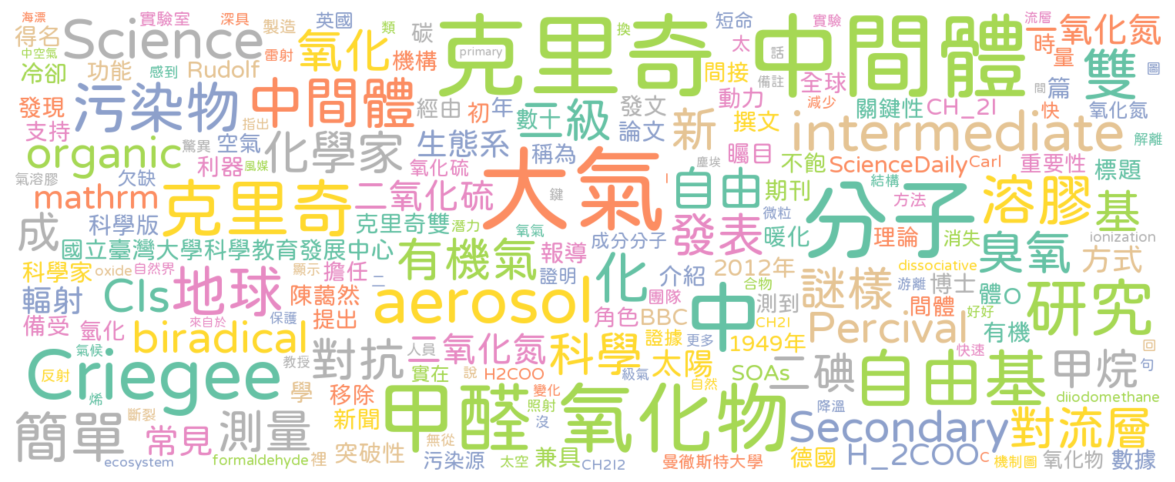 海漂 實驗室 深具 製造 英國 Science 類 碳 機構
得名 中空氣 雷射 氧化
冷卻 功能 感到 Rudolf
克里奇 中間體 primary 換 短命 太 實驗 話 備註 間接 全球 減少
流層 一氧化氮 時 量 雙 圖 篇 間
發現 污染物 中間體 經由 初 年 數十 二級 發文 動力 關鍵性 CH_2I 快 氧化氮
支持 指出 空氣 化學家 生態系 論文 新 撰文 intermediate 解離
organic 驚異 利器 風媒 氧化硫 稱為 塵埃 矚目 不飽 ScienceDaily Carl 重要性 標題
氣溶膠 欠缺 大氣 鍵 自由 期刊 結構 方法
mathrm 克里奇 二氧化硫 分子 溶膠 基
成 科學版 克里奇雙 潛力 氧氣 成分分子 發表 微粒 暖化 理論 消失 臭氧 ionization
國立臺灣大學科學教育發展中心 有機氣 報導 證明 化 介紹 2012年 dissociative 方式
科學家 oxide 自然界 顯示 擔任 二 團隊 合物 測到 謎樣 游離 博士 體o 研究
輻射 CIs 地球 陳藹然 aerosol 角色 BBC CH2I 間體 好好
備受 氫化 來自於 保護 提出 證據 更多 1949年 Percival 有機
biradical 對抗 二氧化氮 科學 太陽 快速 回
氣候 教授 人員 實在 說 H2COO 變化 級氣 自然 SOAs 二碘 自由基 甲烷 句
Criegee 反射 烯 學 移除 甲醛 氧化物 照射 沒 降溫 diiodomethane
簡單 斷裂 測量 新聞 Secondary 對流層
常見 裡 突破性 無從 德國 H_2COO C
ecosystem formaldehyde 污染源 太空 兼具 CH2I2 曼徹斯特大學 機制圖 氧化物 數據
中